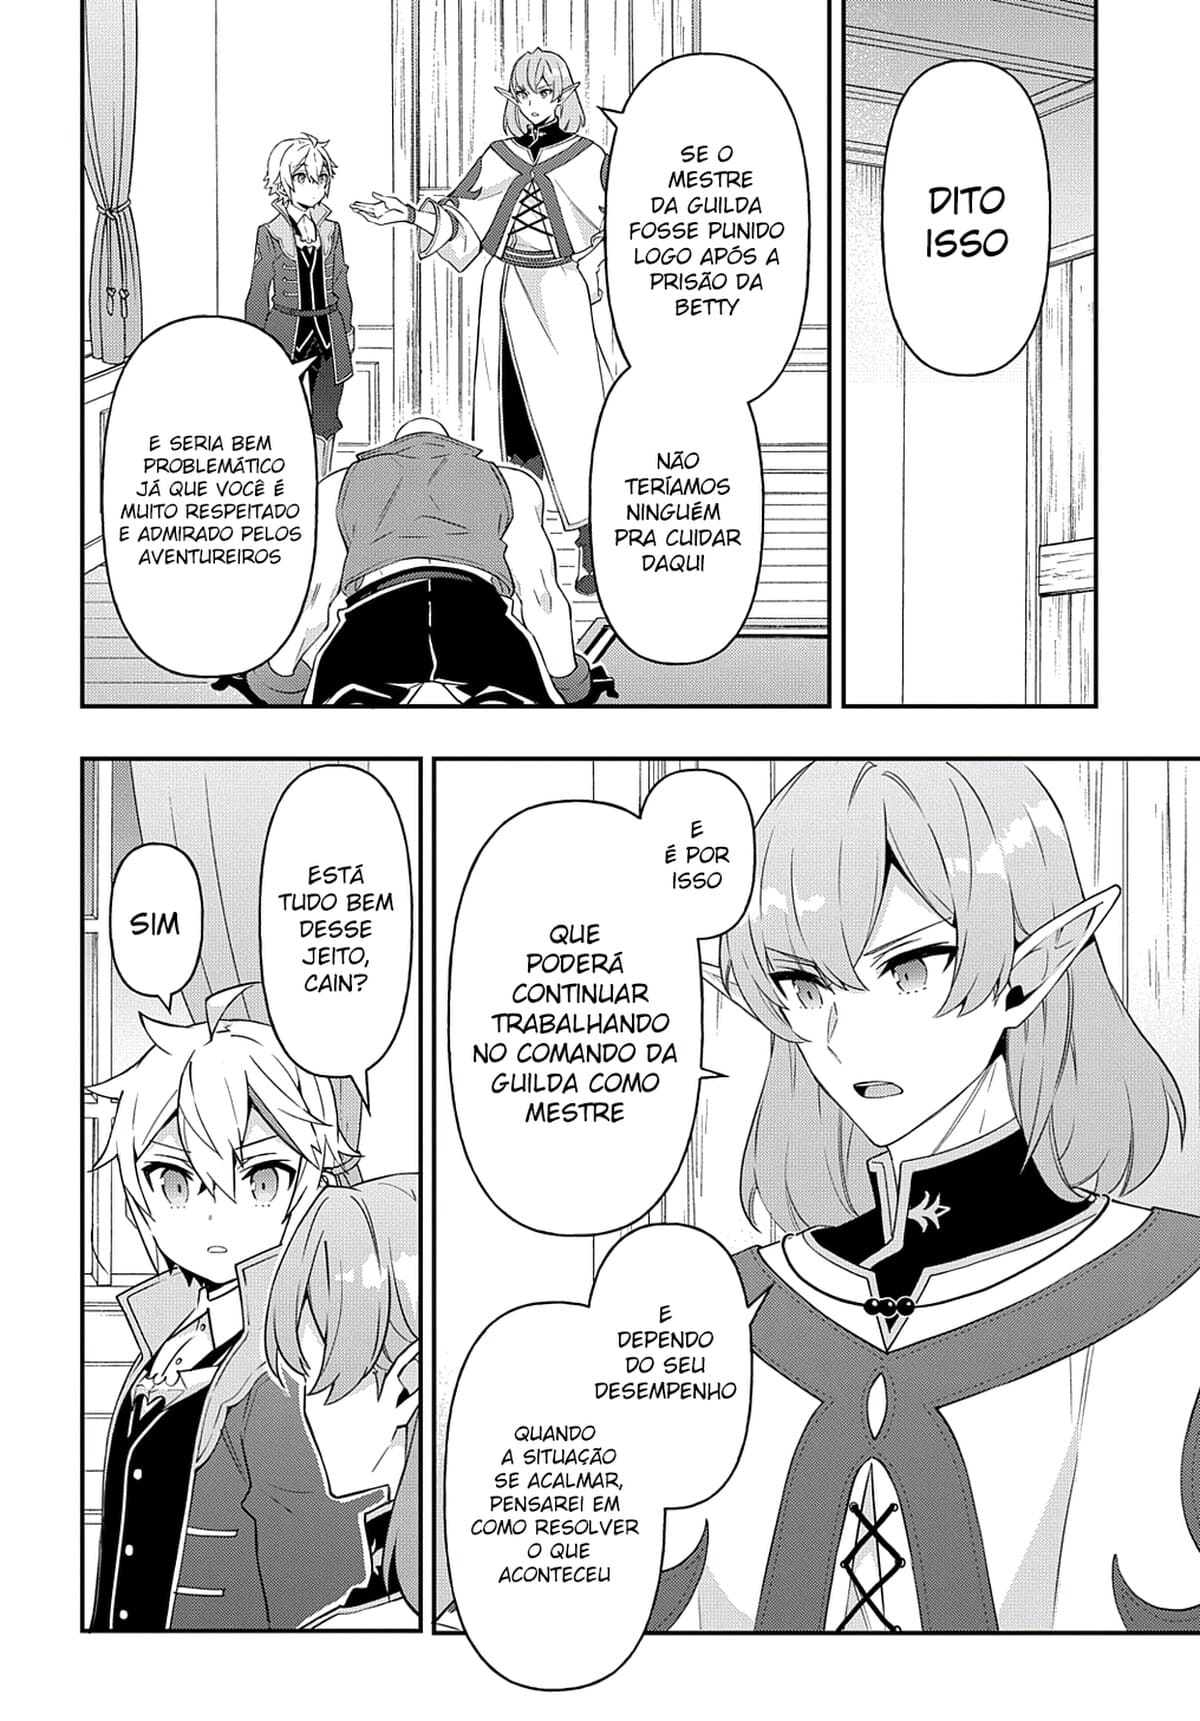 DITO
ISSO
SE O
MESTRE
DA GUILDA
FOSSE PUNIDO
LOGO APÓS A
PRISÃO DA
BETTY
NÃO
TERÍAMOS
NINGUÉM
PRA CUIDAR
DAQUI
E SERIA BEM
PROBLEMÁTICO
JÁ QUE VOCÊ É
MUITO RESPEITADO
E ADMIRADO PELOS
AVENTUREIROS
E
É POR
ISSO
QUE
PODERÁ
CONTINUAR
TRABALHANDO
NO COMANDO DA
GUILDA COMO
MESTRE
E
DEPENDO
DO SEU
DESEMPENHO
QUANDO
A SITUAÇÃO
SE ACALMAR,
PENSAREI EM
COMO RESOLVER
O QUE
ACONTECEU
ESTÁ
TUDO BEM
DESSE
JEITO,
CAIN?
SIM